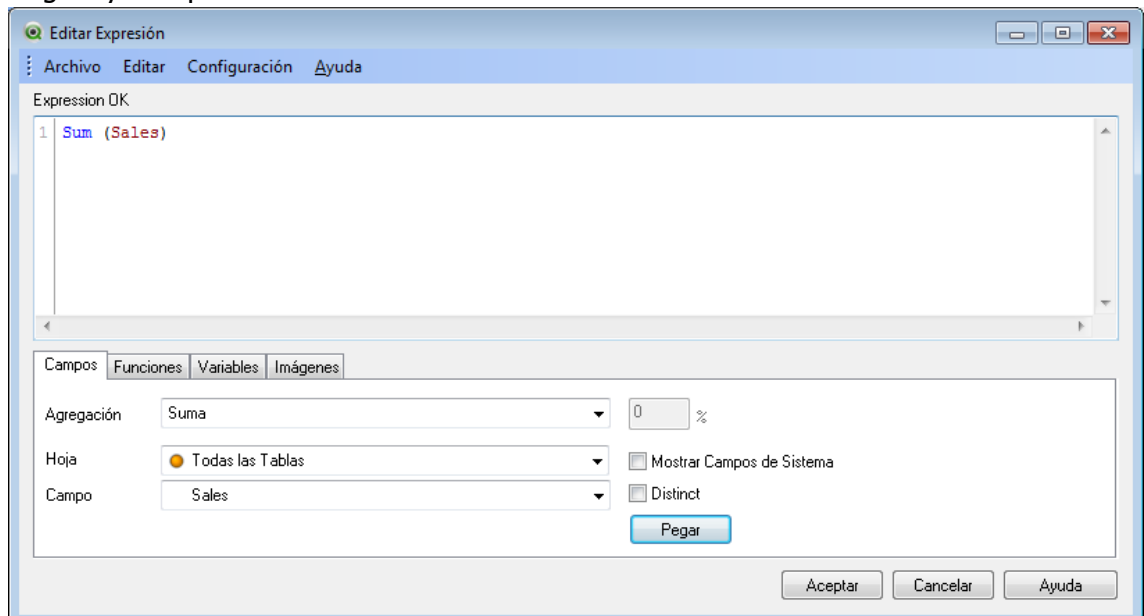 Editar Expresión
Archivo Editar Configuración Ayuda
Expression OK
1 Sum (Sales)
Campos Funciones Variables Imágenes
Agregación Suma 0 %
Hoja Todas las Tablas Mostrar Campos de Sistema
Campo Sales Distinct
Pegar
Aceptar Cancelar Ayuda